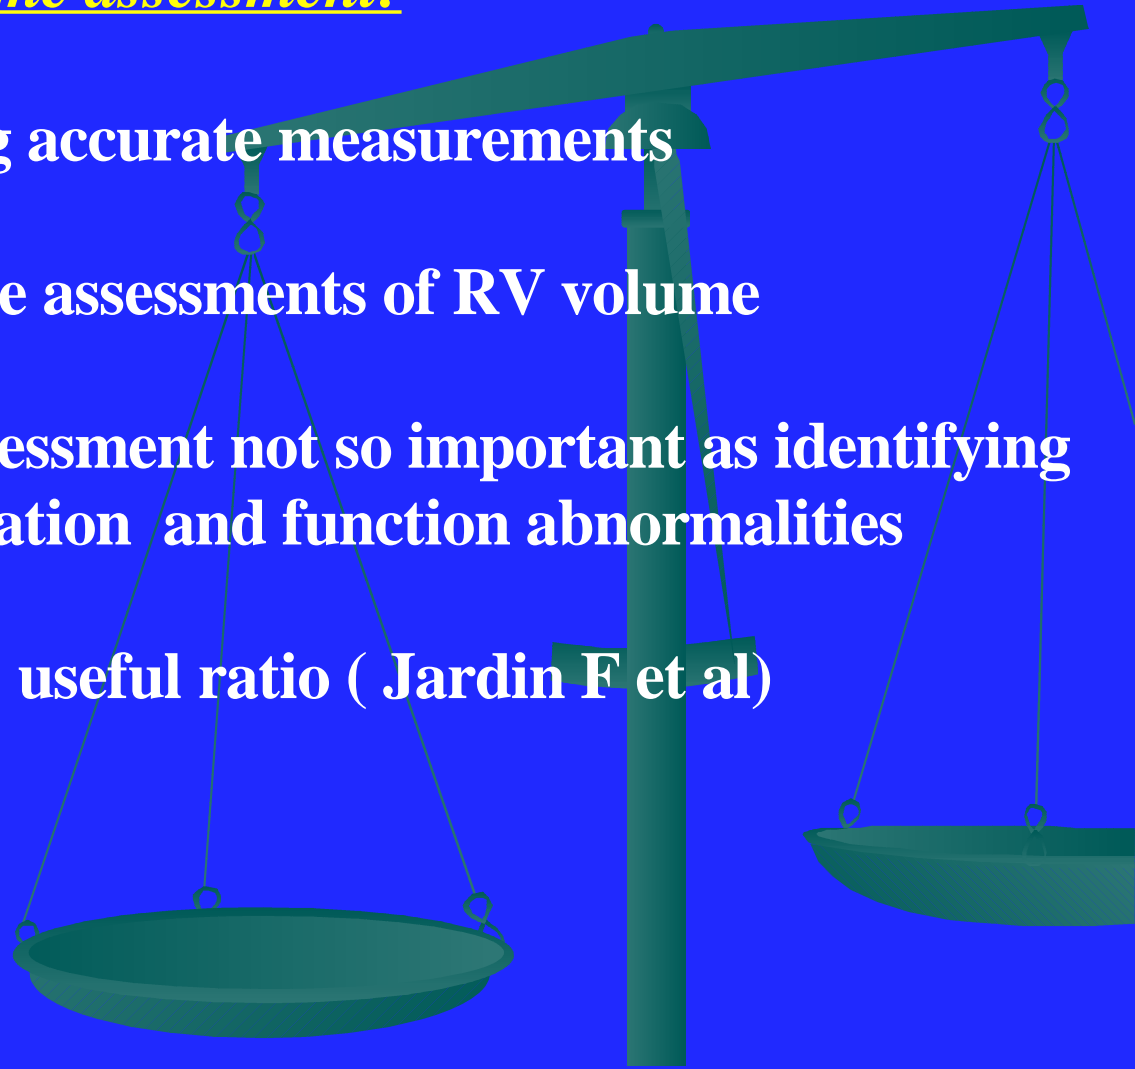 assessment:
g accurate measurements
e assessments of RV volume
essment not so important as identifying
ation and function abnormalities
useful ratio ( Jardin F et al)